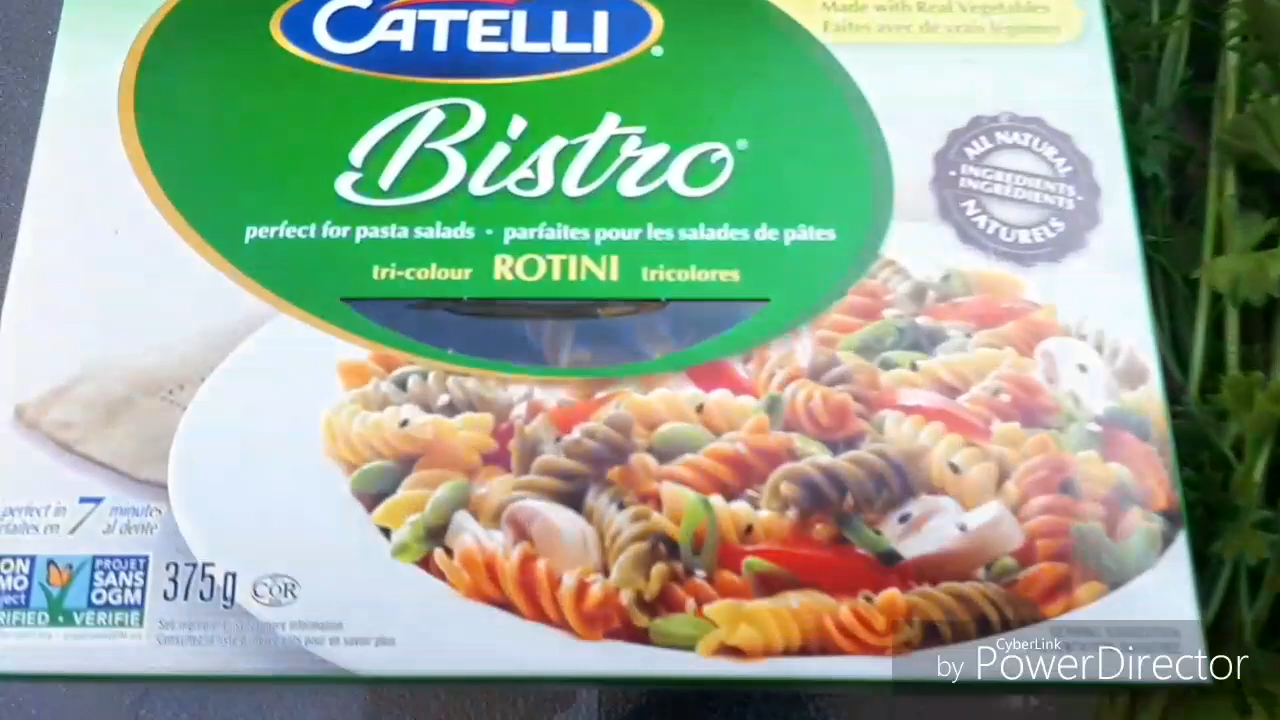 CATELLI
Made with Real Vegetables
Faites avec de vrais légumes
Bistro
perfect for pasta salads · parfaites pour les salades de pâtes
tri-colour ROTINI tricolores
ALL NATURAL
INGREDIENTS
INGRÉDIENTS
NATURELS
perfect in 7 minutes
al dente
PROJET
SANS
OGM
VÉRIFIÉ
375g
COR
CyberLink
by PowerDirector